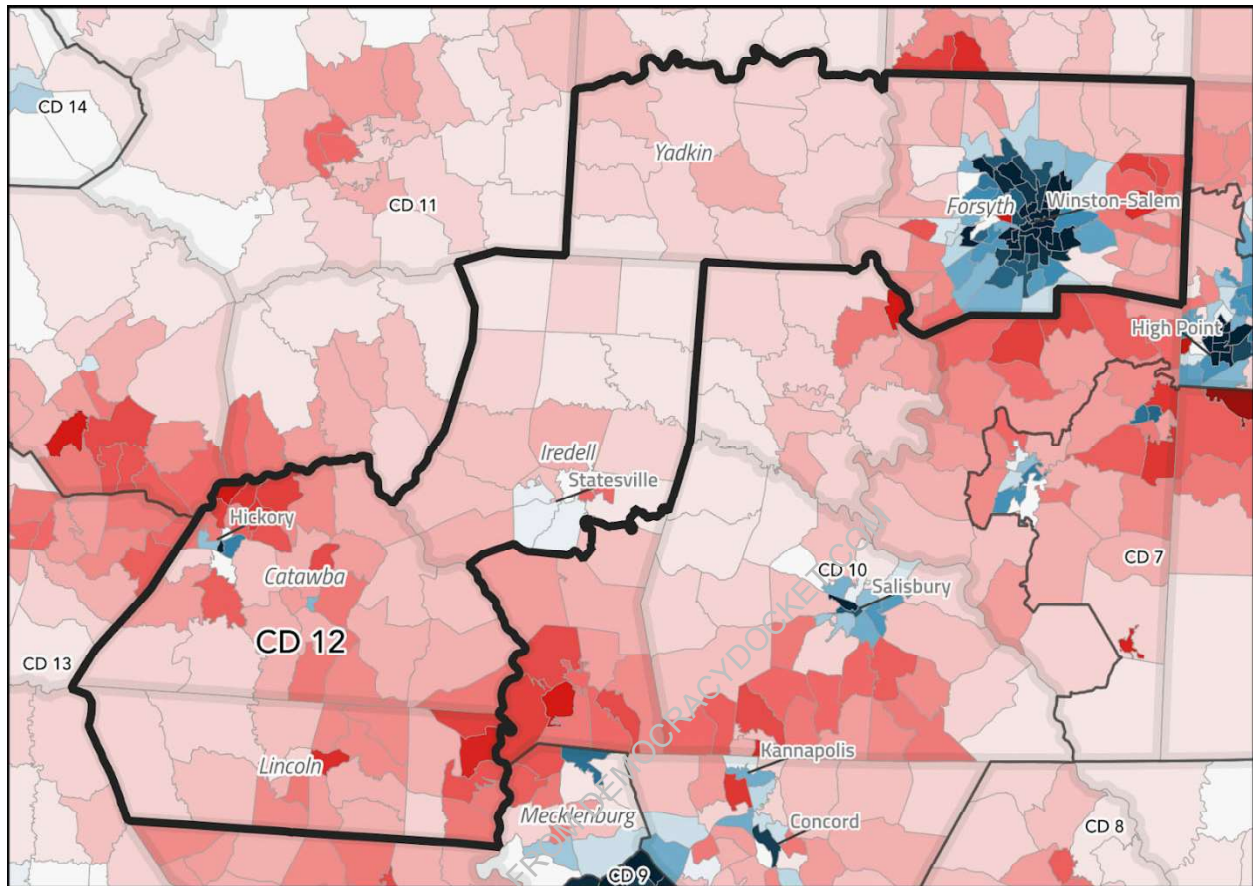 CD 14
Yadkin
CD 11
Forsyth
Winston-Salem
High Point
Iredell
Statesville
Hickory
Catawba
CD 10
CD 7
Salisbury
CD 12
CD 13
Lincoln
Kannapolis
Mecklenburg
Concord
CD 8
CD 9